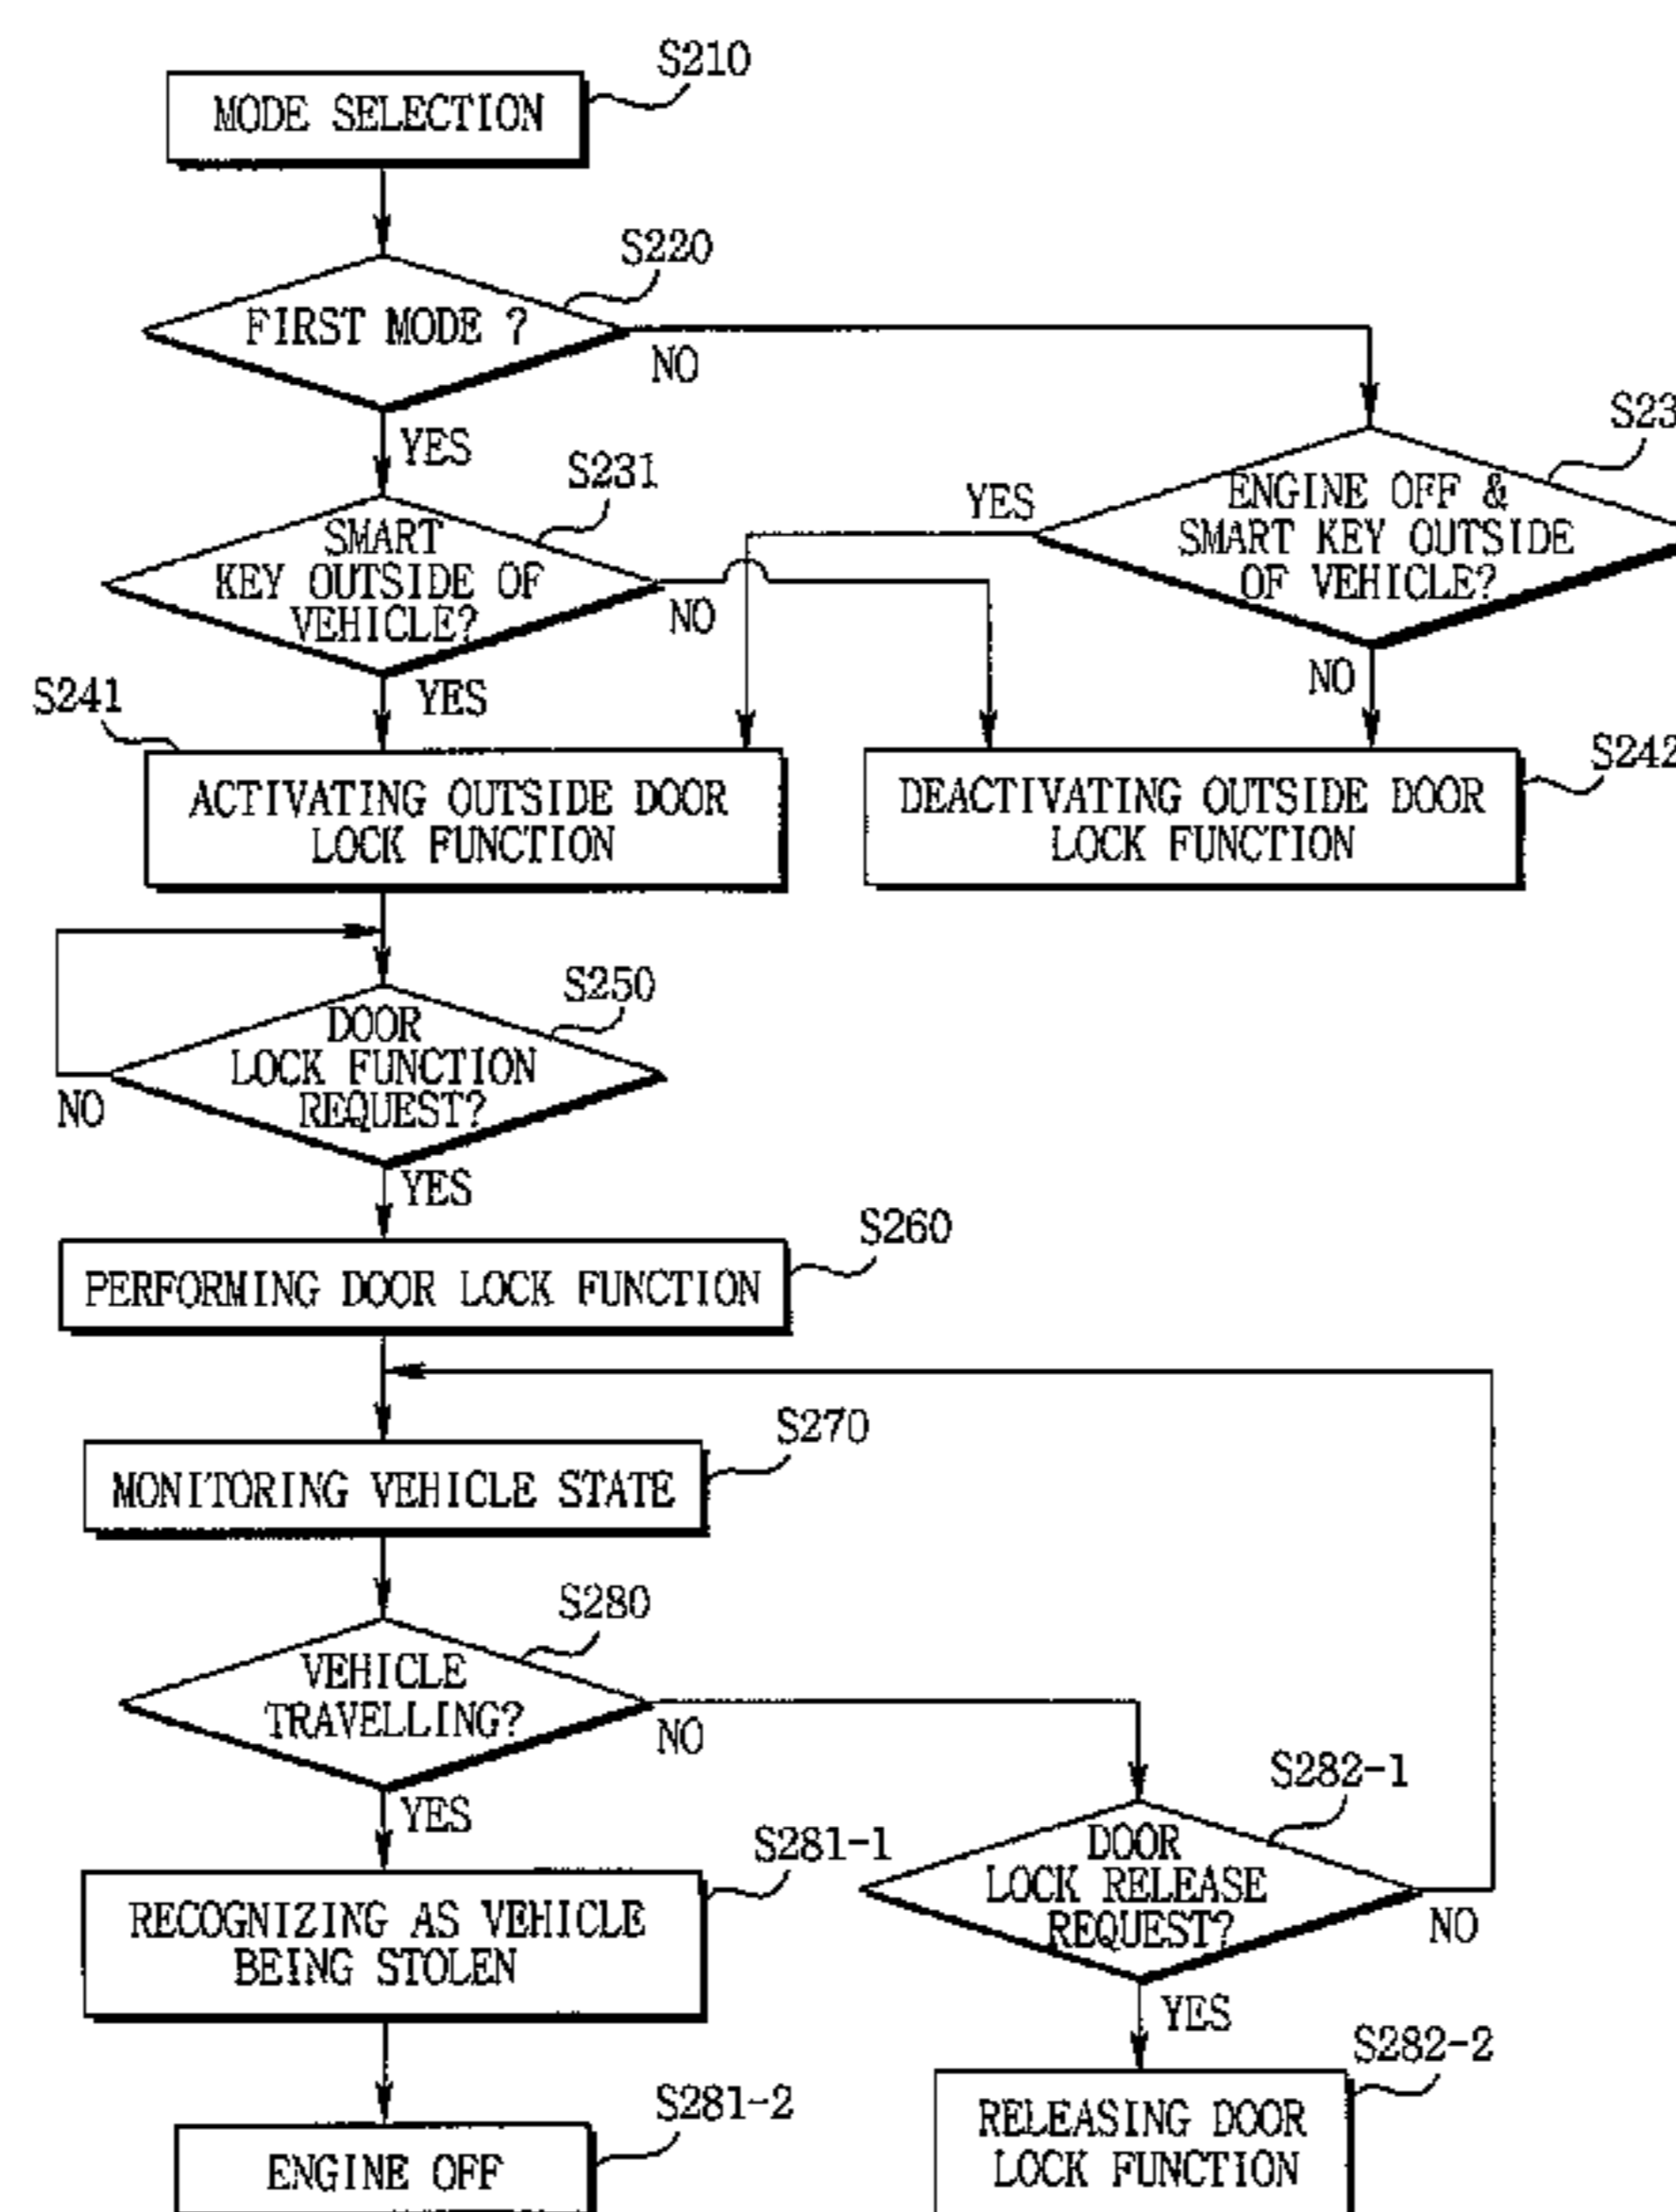 S210
MODE SELECTION
S220
FIRST MODE ?
NO
YES
S231
SMART
KEY OUTSIDE OF
VEHICLE?
NO
YES
S23
ENGINE OFF &
SMART KEY OUTSIDE
OF VEHICLE?
YES
NO
S241
ACTIVATING OUTSIDE DOOR
LOCK FUNCTION
S242
DEACTIVATING OUTSIDE DOOR
LOCK FUNCTION
S250
DOOR
LOCK FUNCTION
REQUEST?
NO
YES
S260
PERFORMING DOOR LOCK FUNCTION
S270
MONITORING VEHICLE STATE
S280
VEHICLE
TRAVELLING?
NO
YES
S281-1
RECOGNIZING AS VEHICLE
BEING STOLEN
S282-1
DOOR
LOCK RELEASE
REQUEST?
NO
YES
S281-2
ENGINE OFF
S282-2
RELEASING DOOR
LOCK FUNCTION